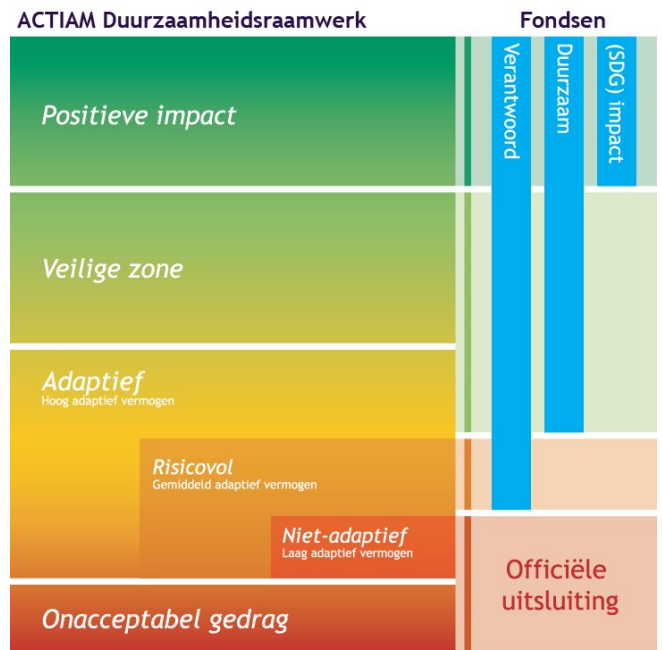 ACTIAM Duurzaamheidsraamwerk
Fondsen
Positieve impact
Verantwoord
Duurzaam
(SDG) impact
Veilige zone
Adaptief
Hoog adaptief vermogen
Risicovol
Gemiddeld adaptief vermogen
Niet-adaptief
Laag adaptief vermogen
Officiële
uitsluiting
Onacceptabel gedrag